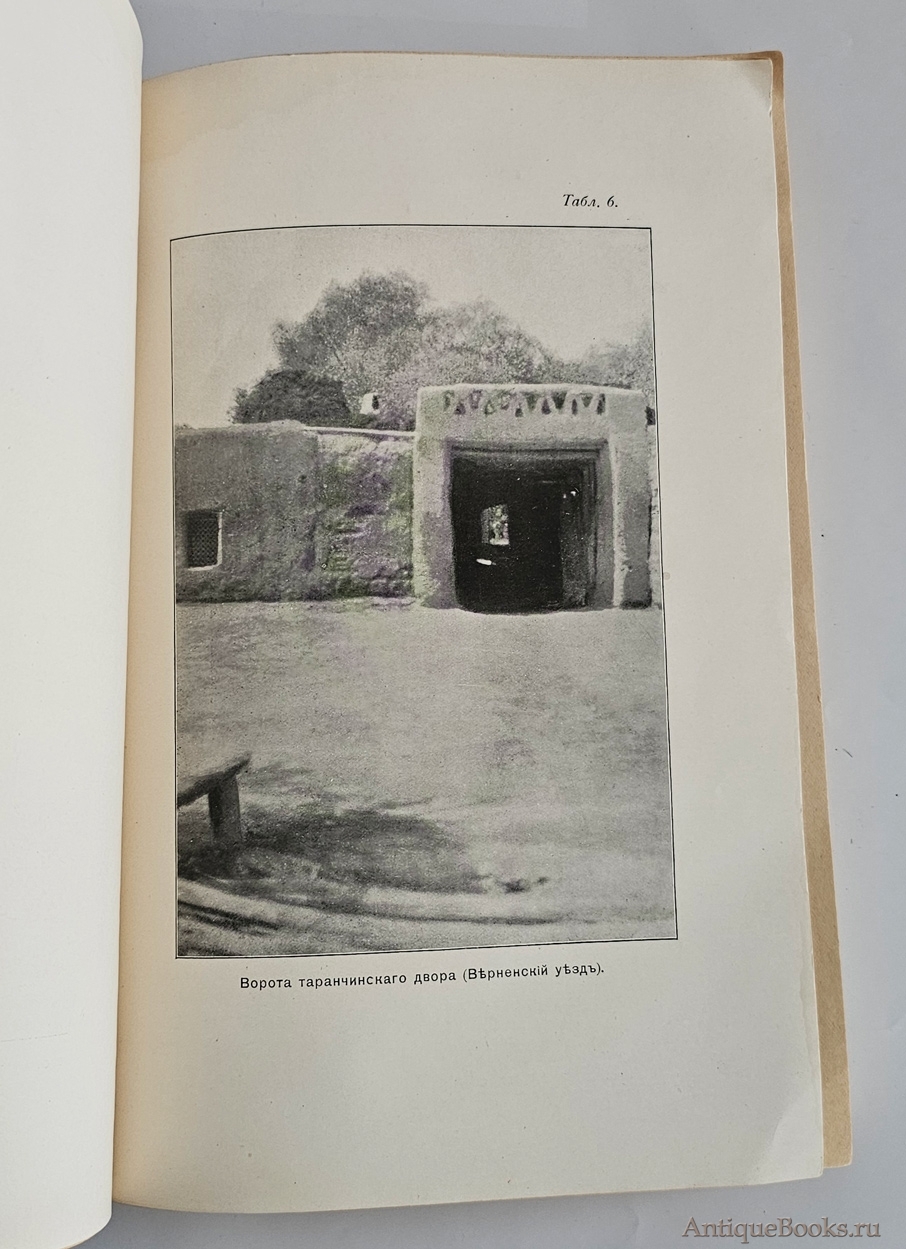 Табл. 6.
Ворота таранчинскаго двора (Вѣрненскій уѣздъ).
AntiqueBooks.ru